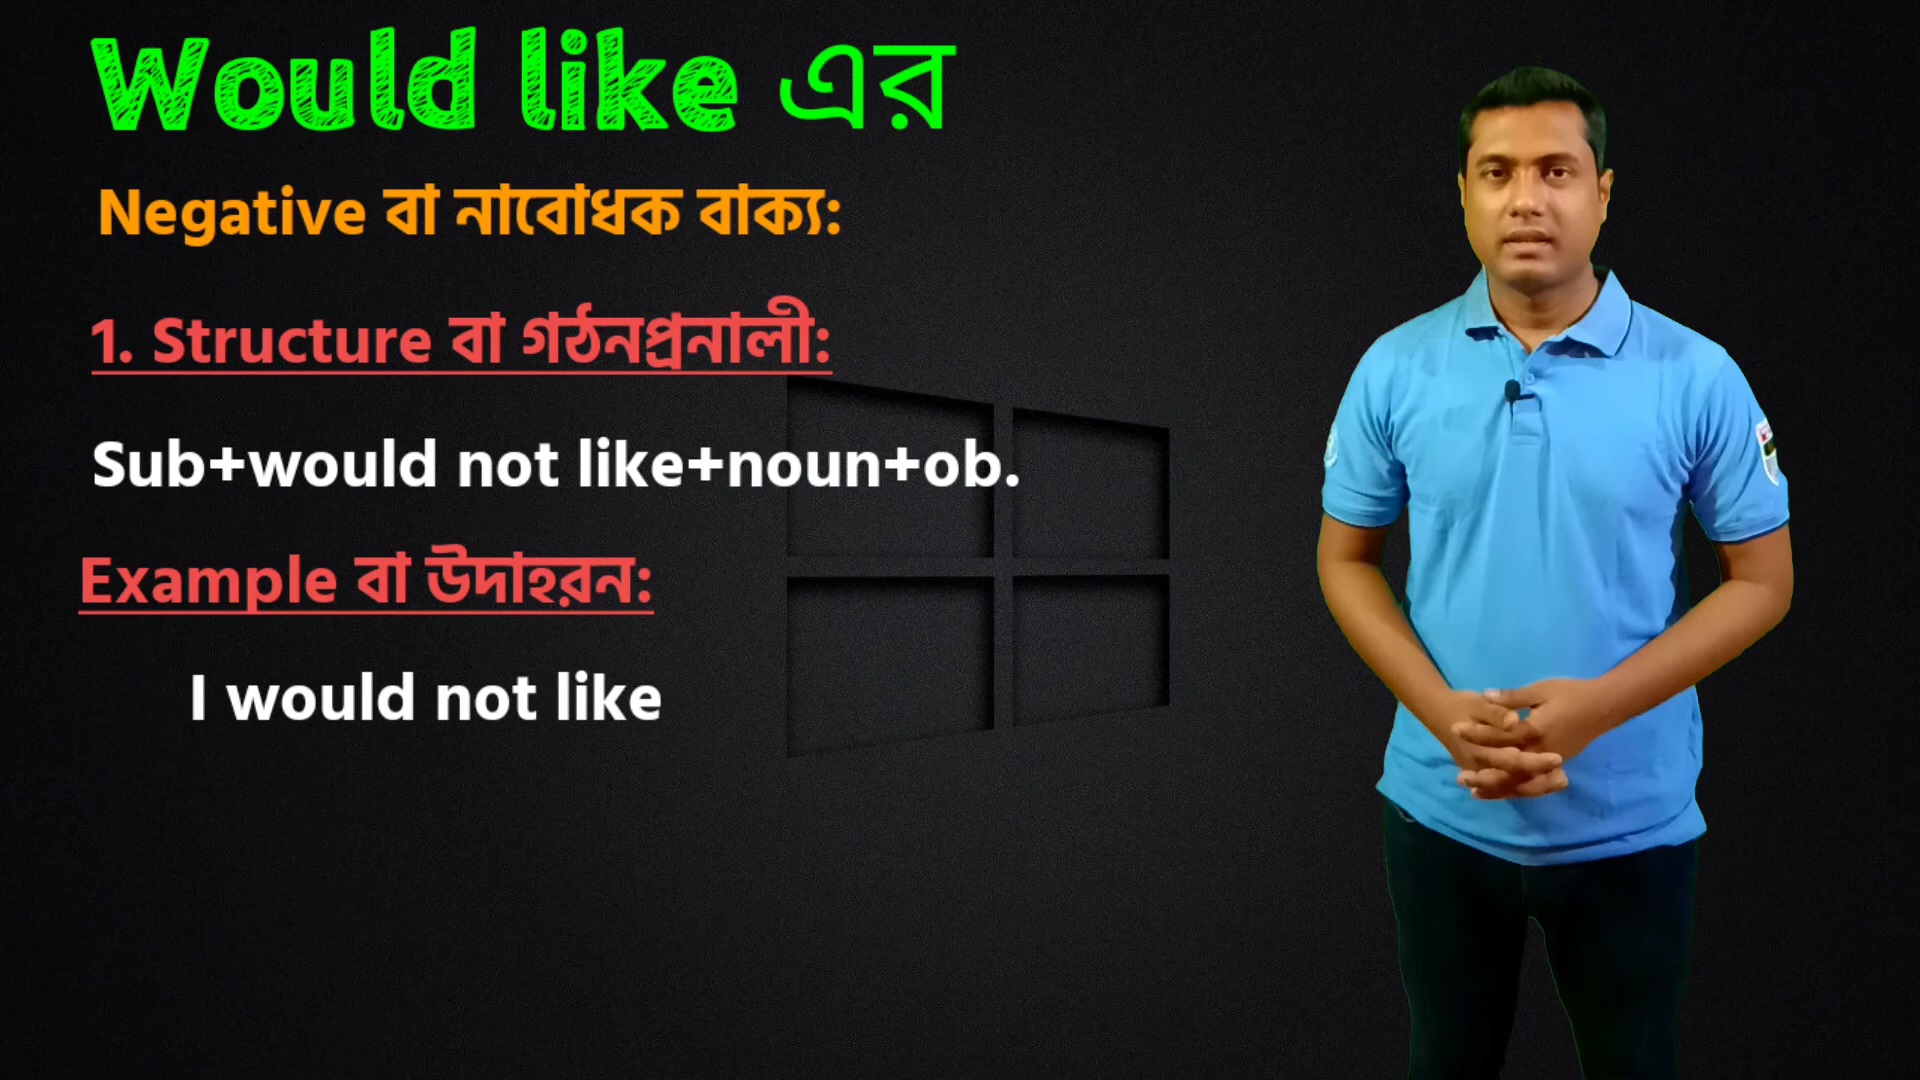 Would like এর
Negative বা নাবোধক বাক্য:
1. Structure বা গঠনপ্রনালী:
Sub+would not like+noun+ob.
Example বা উদাহরন:
I would not like